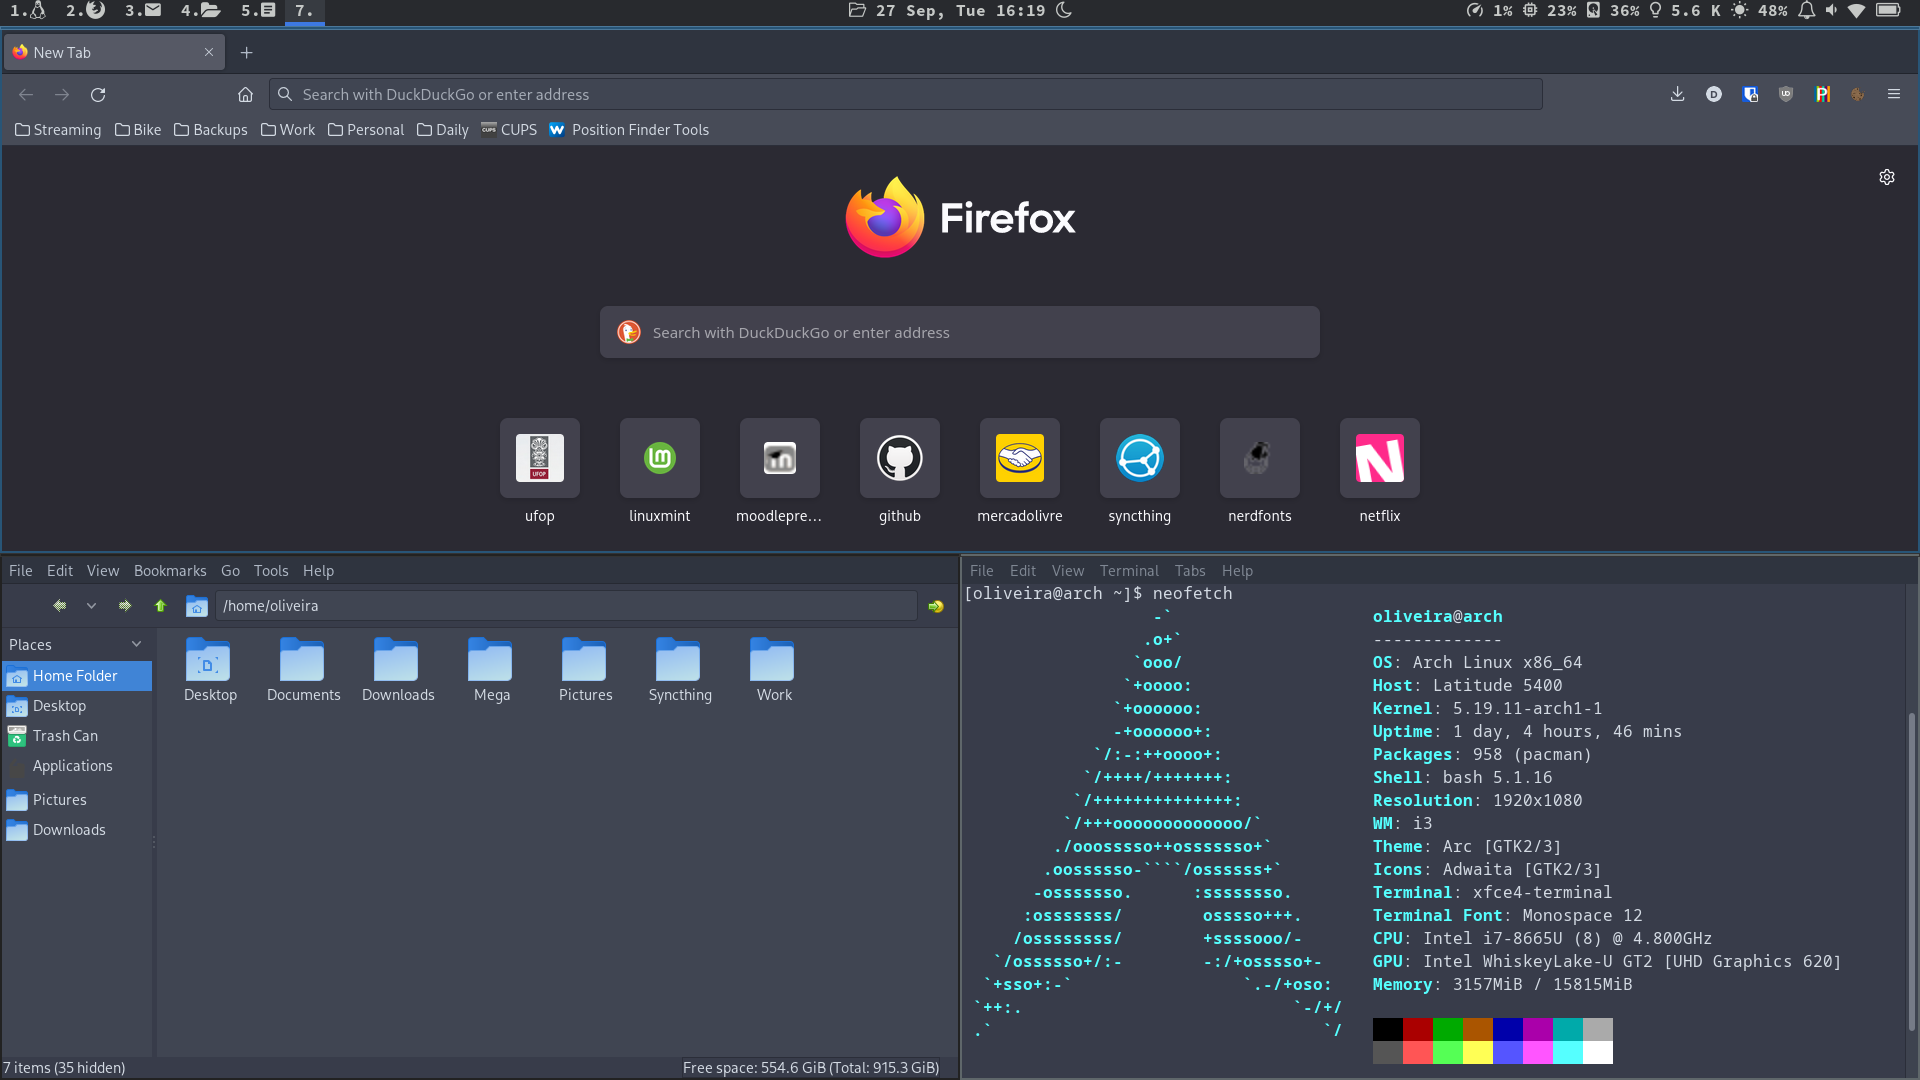 1. 2. 3. 4. 5. 7. 27 Sep, Tue 16:19 1% 23% 36% 5.6 K 48%
New Tab
Search with DuckDuckGo or enter address
Streaming Bike Backups Work Personal Daily CUPS Position Finder Tools
Firefox
Search with DuckDuckGo or enter address
ufop linuxmint moodlepre... github mercadolivre syncthing nerdfonts netflix
File Edit View Bookmarks Go Tools Help
/home/oliveira
Places
Home Folder
Desktop
Trash Can
Applications
Pictures
Downloads
Desktop Documents Downloads Mega Pictures Syncthing Work
7 items (35 hidden) Free space: 554.6 GiB (Total: 915.3 GiB)
File Edit View Terminal Tabs Help
[oliveira@arch ~]$ neofetch
oliveira@arch
-------------
OS: Arch Linux x86_64
Host: Latitude 5400
Kernel: 5.19.11-arch1-1
Uptime: 1 day, 4 hours, 46 mins
Packages: 958 (pacman)
Shell: bash 5.1.16
Resolution: 1920x1080
WM: i3
Theme: Arc [GTK2/3]
Icons: Adwaita [GTK2/3]
Terminal: xfce4-terminal
Terminal Font: Monospace 12
CPU: Intel i7-8665U (8) @ 4.800GHz
GPU: Intel WhiskeyLake-U GT2 [UHD Graphics 620]
Memory: 3157MiB / 15815MiB